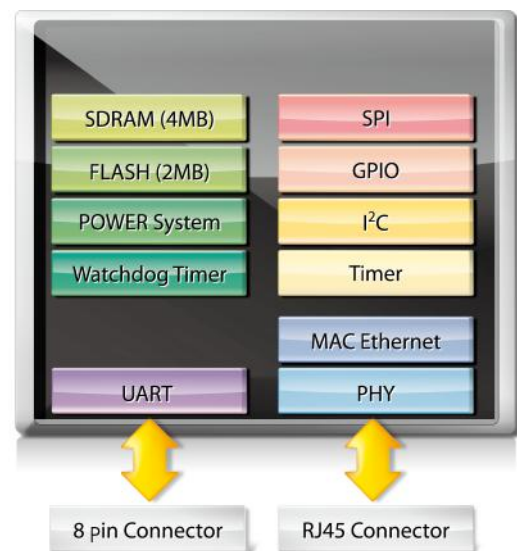 SDRAM (4MB)
SPI
FLASH (2MB)
GPIO
POWER System
I²C
Watchdog Timer
Timer
MAC Ethernet
UART
PHY
8 pin Connector
RJ45 Connector